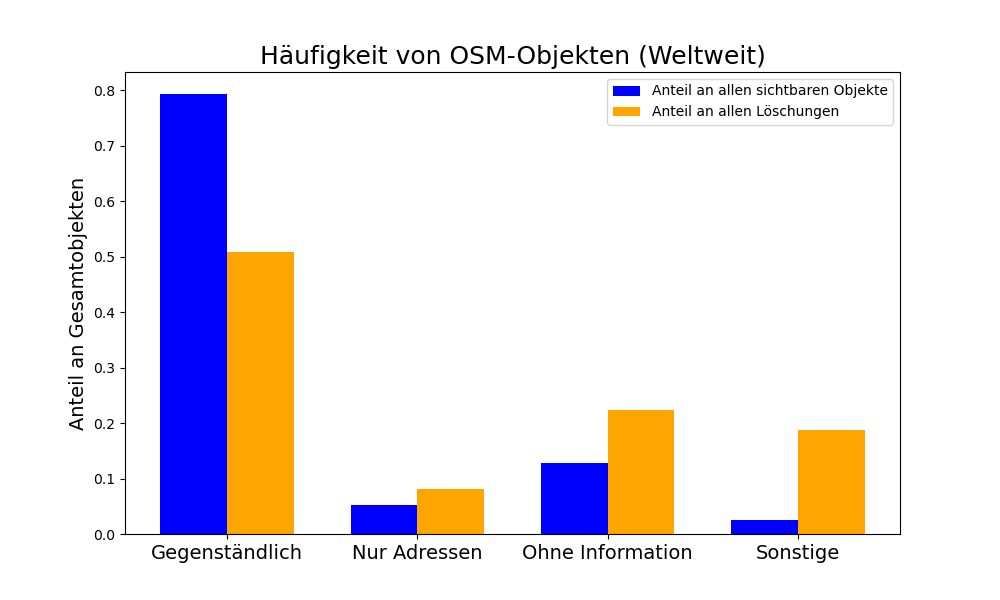 Häufigkeit von OSM-Objekten (Weltweit)
Anteil an allen sichtbaren Objekte
Anteil an allen Löschungen
Anteil an Gesamtobjekten
0.8
0.7
0.6
0.5
0.4
0.3
0.2
0.1
0.0
Gegenständlich Nur Adressen Ohne Information Sonstige